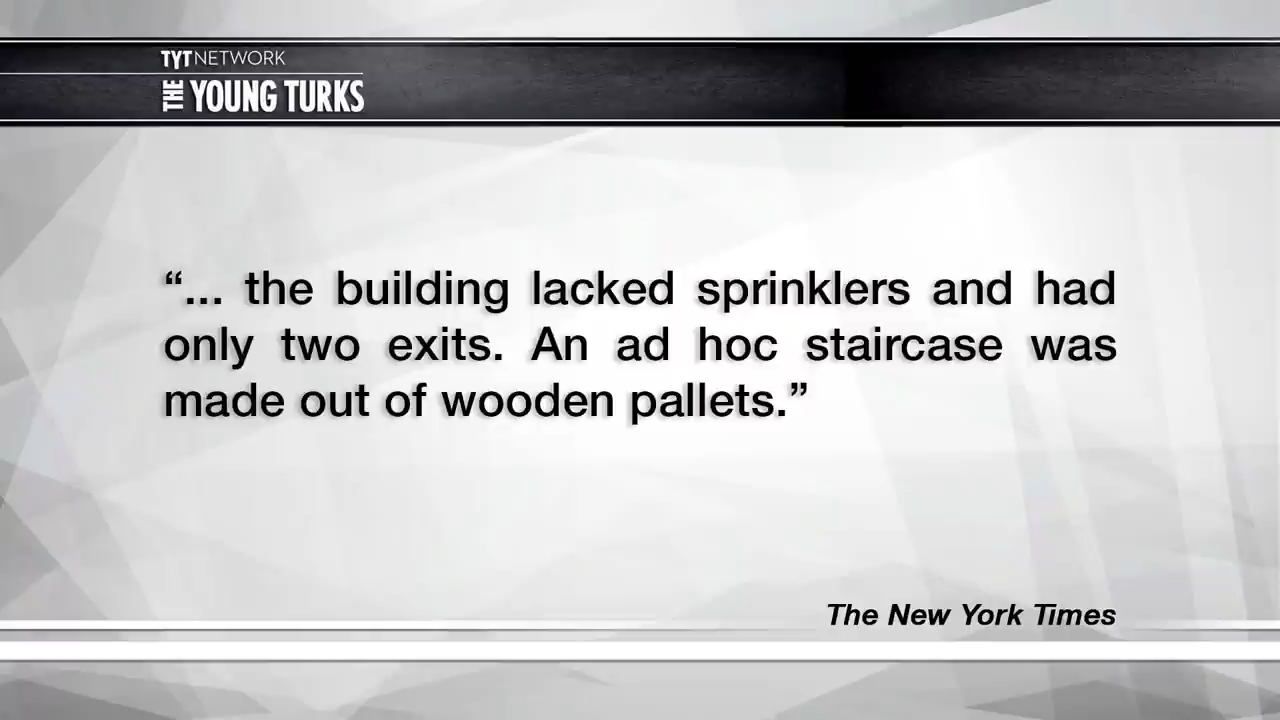 TYT NETWORK
THE YOUNG TURKS
“... the building lacked sprinklers and had
only two exits. An ad hoc staircase was
made out of wooden pallets.”
The New York Times